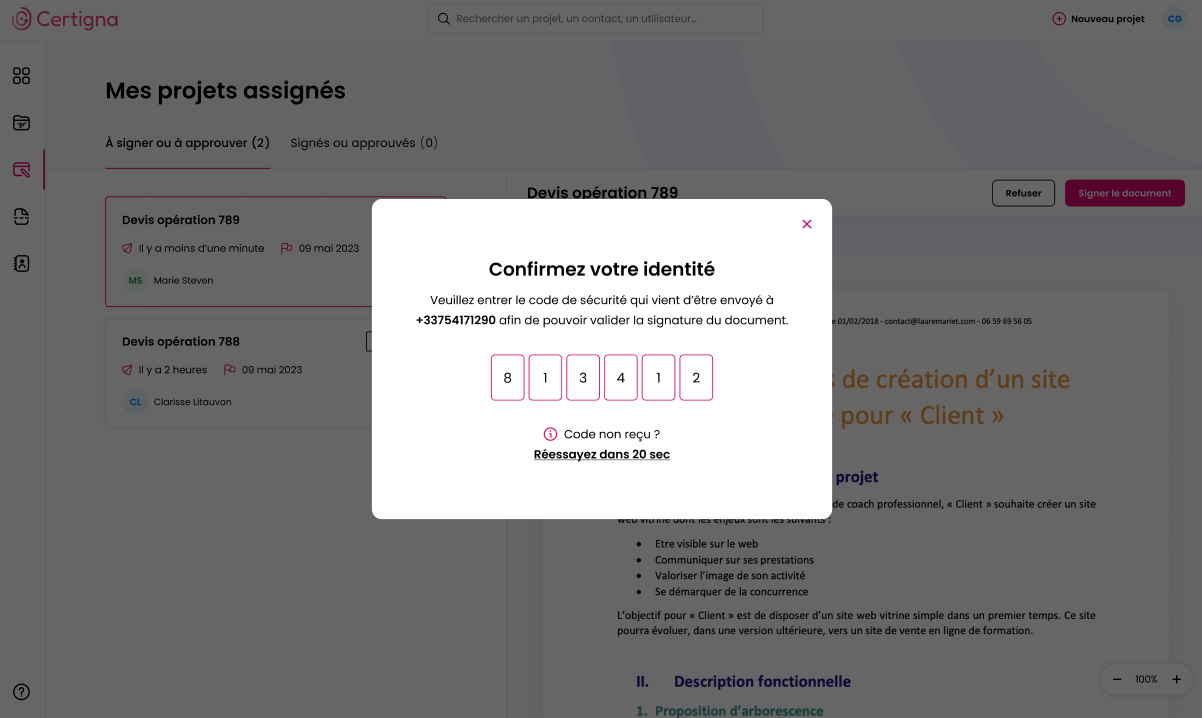 Certigna
Rechercher un projet, un contact, un utilisateur...
Nouveau projet
CG
Mes projets assignés
À signer ou à approuver (2)
Signés ou approuvés (0)
Devis opération 789
Il y a moins d'une minute
09 mai 2023
MS
Marie Steven
Devis opération 788
Il y a 2 heures
09 mai 2023
CL
Clarisse Litauvon
Devis opération 789
Refuser
Signer le document
Confirmez votre identité
Veuillez entrer le code de sécurité qui vient d'être envoyé à
+33754171290 afin de pouvoir valider la signature du document.
8 1 3 4 1 2
Code non reçu ?
Réessayez dans 20 sec
01/02/2018 - contact@lauremariet.com - 06 59 69 56 05
de création d'un site
pour « Client »
projet
de coach professionnel, « Client » souhaite créer un site
web vitrine dont les enjeux sont les suivants :
• Etre visible sur le web
• Communiquer sur ses prestations
• Valoriser l'image de son activité
• Se démarquer de la concurrence
L'objectif pour « Client » est de disposer d'un site web vitrine simple dans un premier temps. Ce site
pourra évoluer, dans une version ultérieure, vers un site de vente en ligne de formation.
II. Description fonctionnelle
1. Proposition d'arborescence
− 100% +